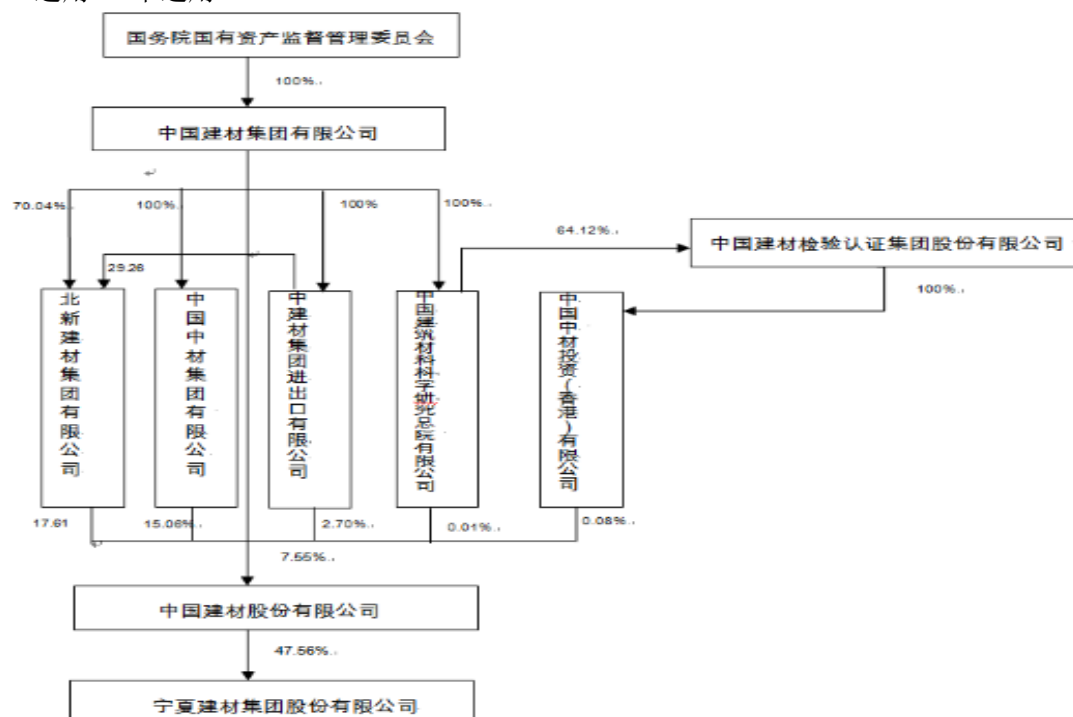 国务院国有资产监督管理委员会
100%
中国建材集团有限公司
70.04%
100%
100%
100%
64.12%
中国建材检验认证集团股份有限公司
29.26
100%
北新建材集团有限公司
中国中材集团有限公司
中建材集团进出口有限公司
中国建筑材料科学研究总院有限公司
中国中材投资(香港)有限公司
17.61
15.06%
2.70%
0.01%
0.08%
7.55%
中国建材股份有限公司
47.56%
宁夏建材集团股份有限公司